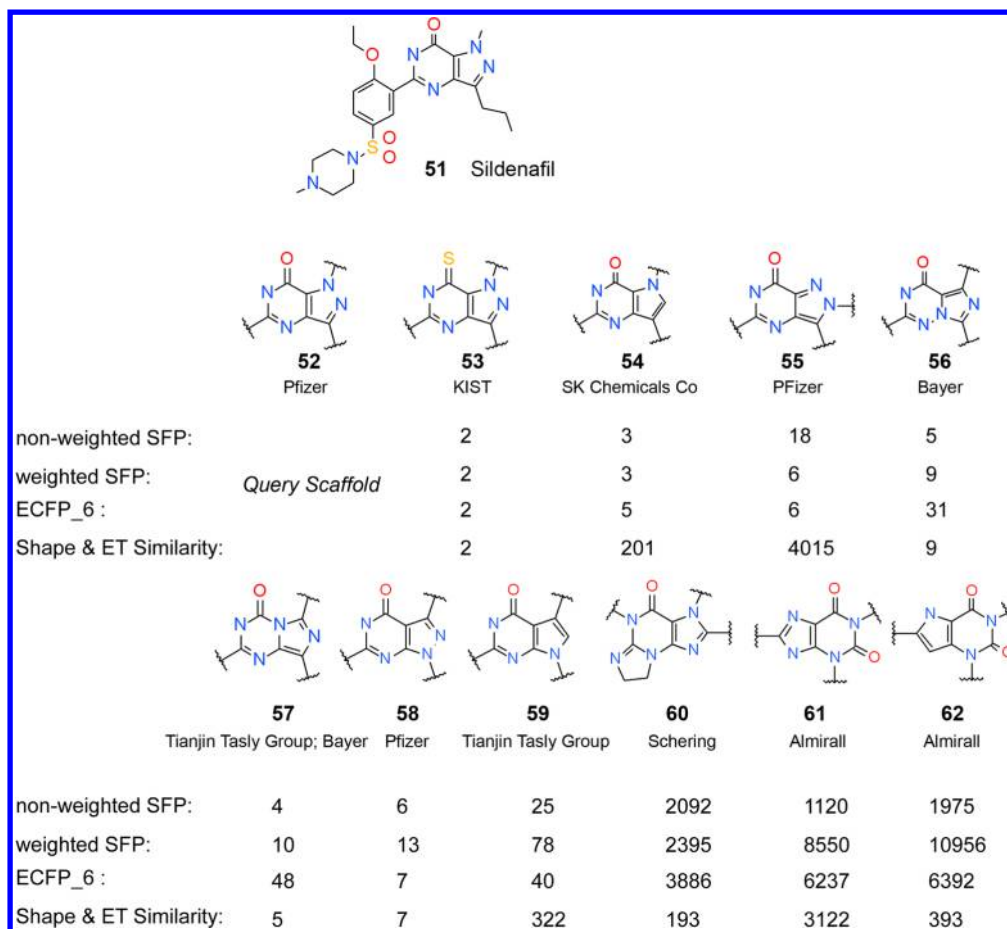 51 Sildenafil
52 53 54 55 56
Pfizer KIST SK Chemicals Co PFizer Bayer
non-weighted SFP: 2 3 18 5
weighted SFP: 2 3 6 9
Query Scaffold
ECFP_6 : 2 5 6 31
Shape & ET Similarity: 2 201 4015 9
57 58 59 60 61 62
Tianjin Tasly Group; Bayer Pfizer Tianjin Tasly Group Schering Almirall Almirall
non-weighted SFP: 4 6 25 2092 1120 1975
weighted SFP: 10 13 78 2395 8550 10956
ECFP_6 : 48 7 40 3886 6237 6392
Shape & ET Similarity: 5 7 322 193 3122 393